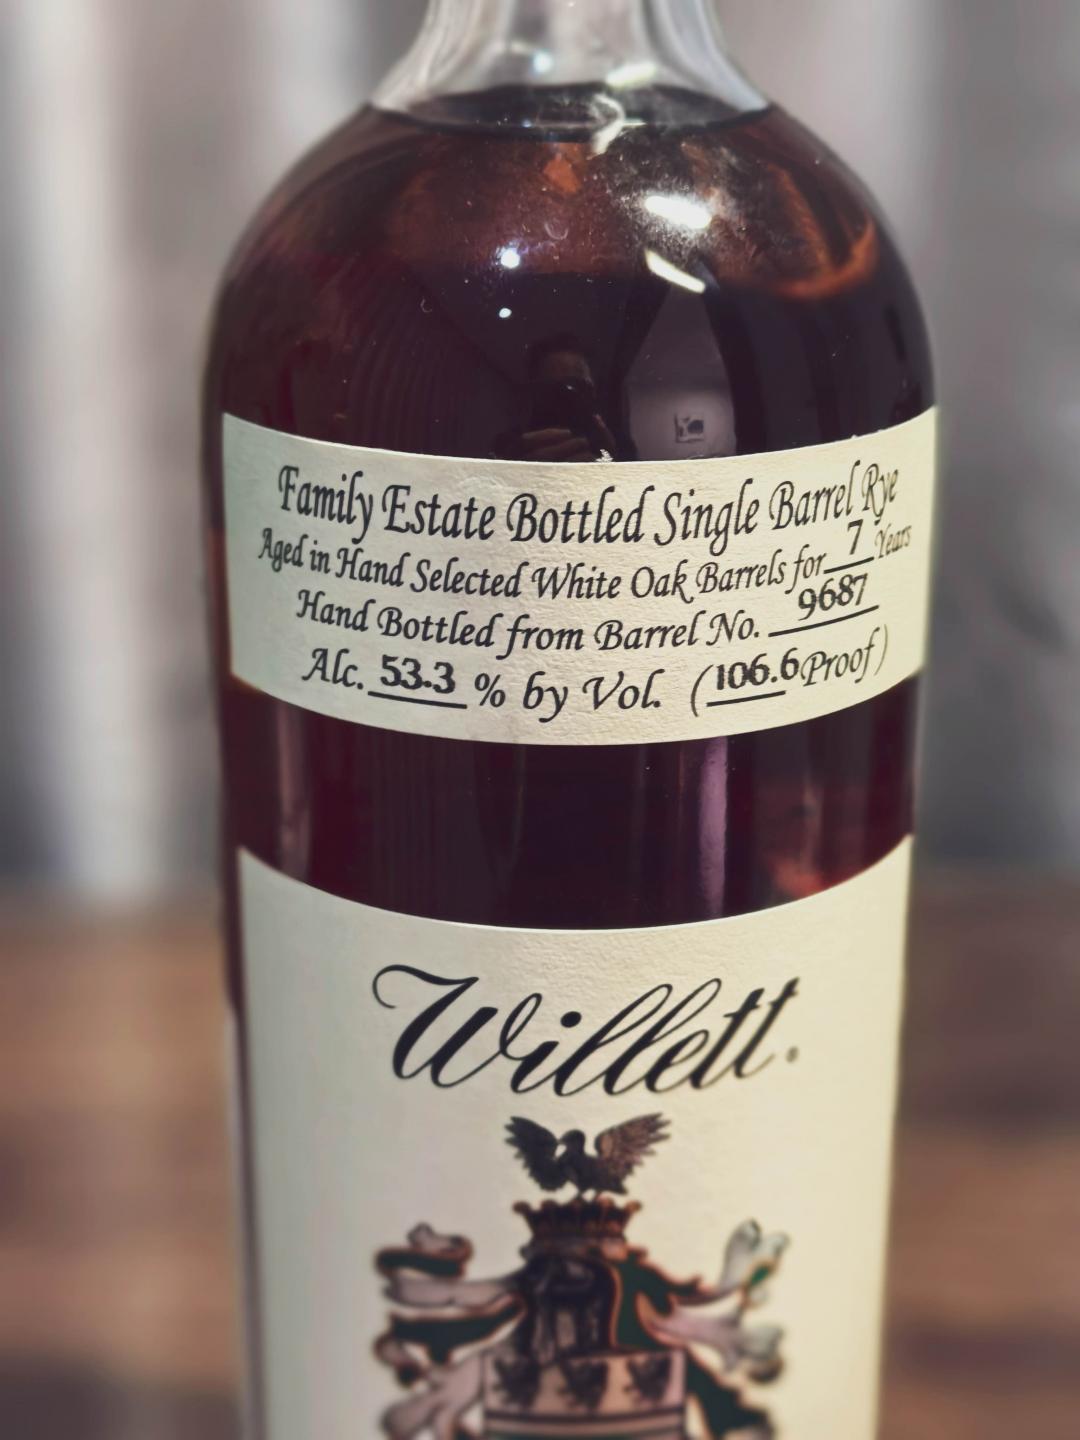 Family Estate Bottled Single Barrel Rye
Aged in Hand Selected White Oak Barrels for 7 Years
Hand Bottled from Barrel No. 9687
Alc. 53.3 % by Vol. (106.6 Proof)
Willett.